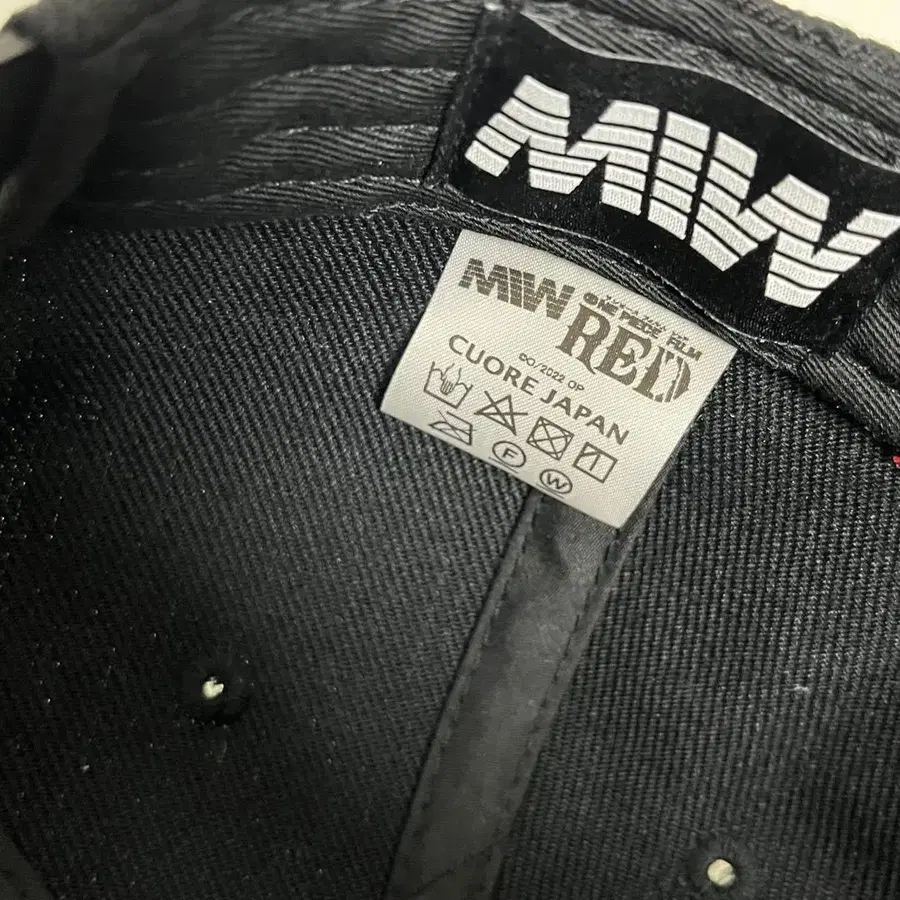 MIW
MIW ONE PIECE FILM
RED
©O/2022 OP
CUORE JAPAN
F
W